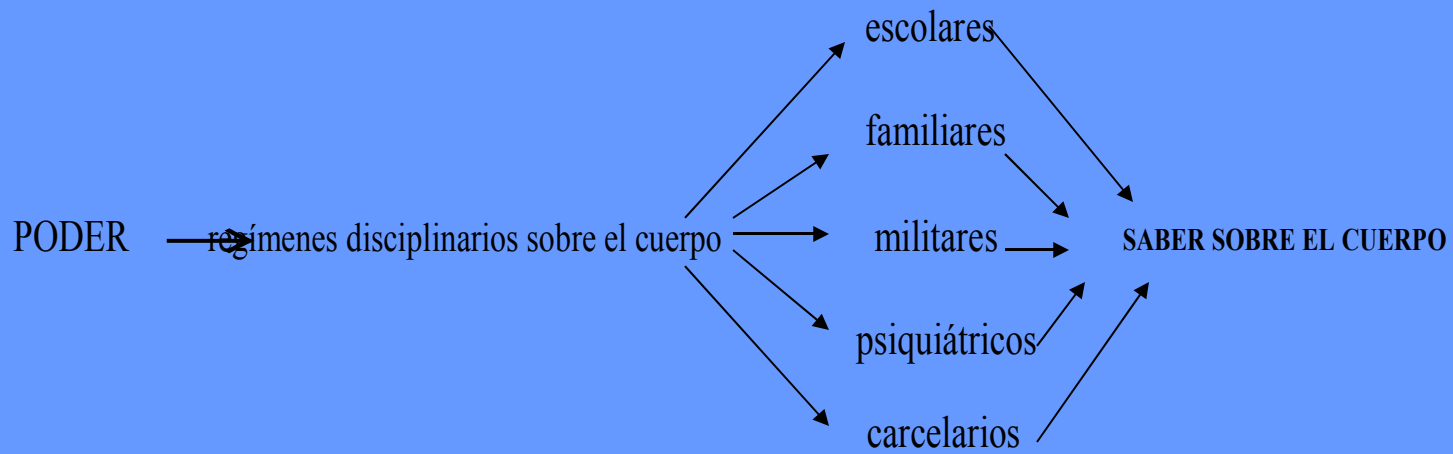 escolares
familiares
PODER
regímenes disciplinarios sobre el cuerpo
militares
SABER SOBRE EL CUERPO
psiquiátricos
carcelarios